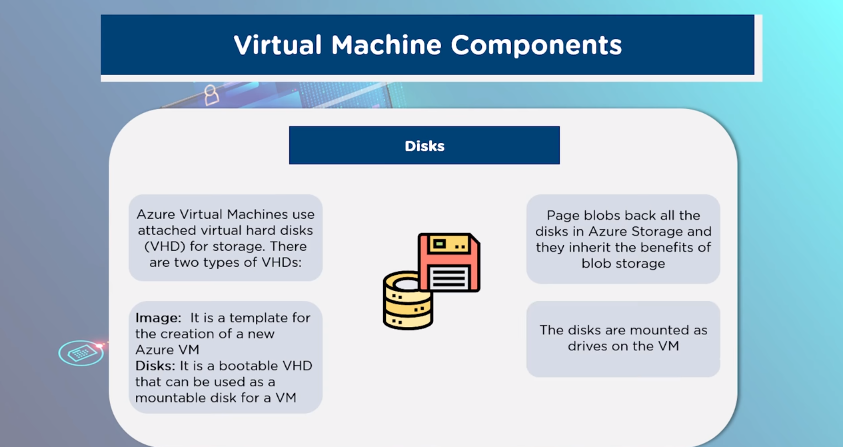 Virtual Machine Components
Disks
Azure Virtual Machines use
attached virtual hard disks
(VHD) for storage. There
are two types of VHDs:
Image:  It is a template for
the creation of a new
Azure VM
Disks: It is a bootable VHD
that can be used as a
mountable disk for a VM
Page blobs back all the
disks in Azure Storage and
they inherit the benefits of
blob storage
The disks are mounted as
drives on the VM